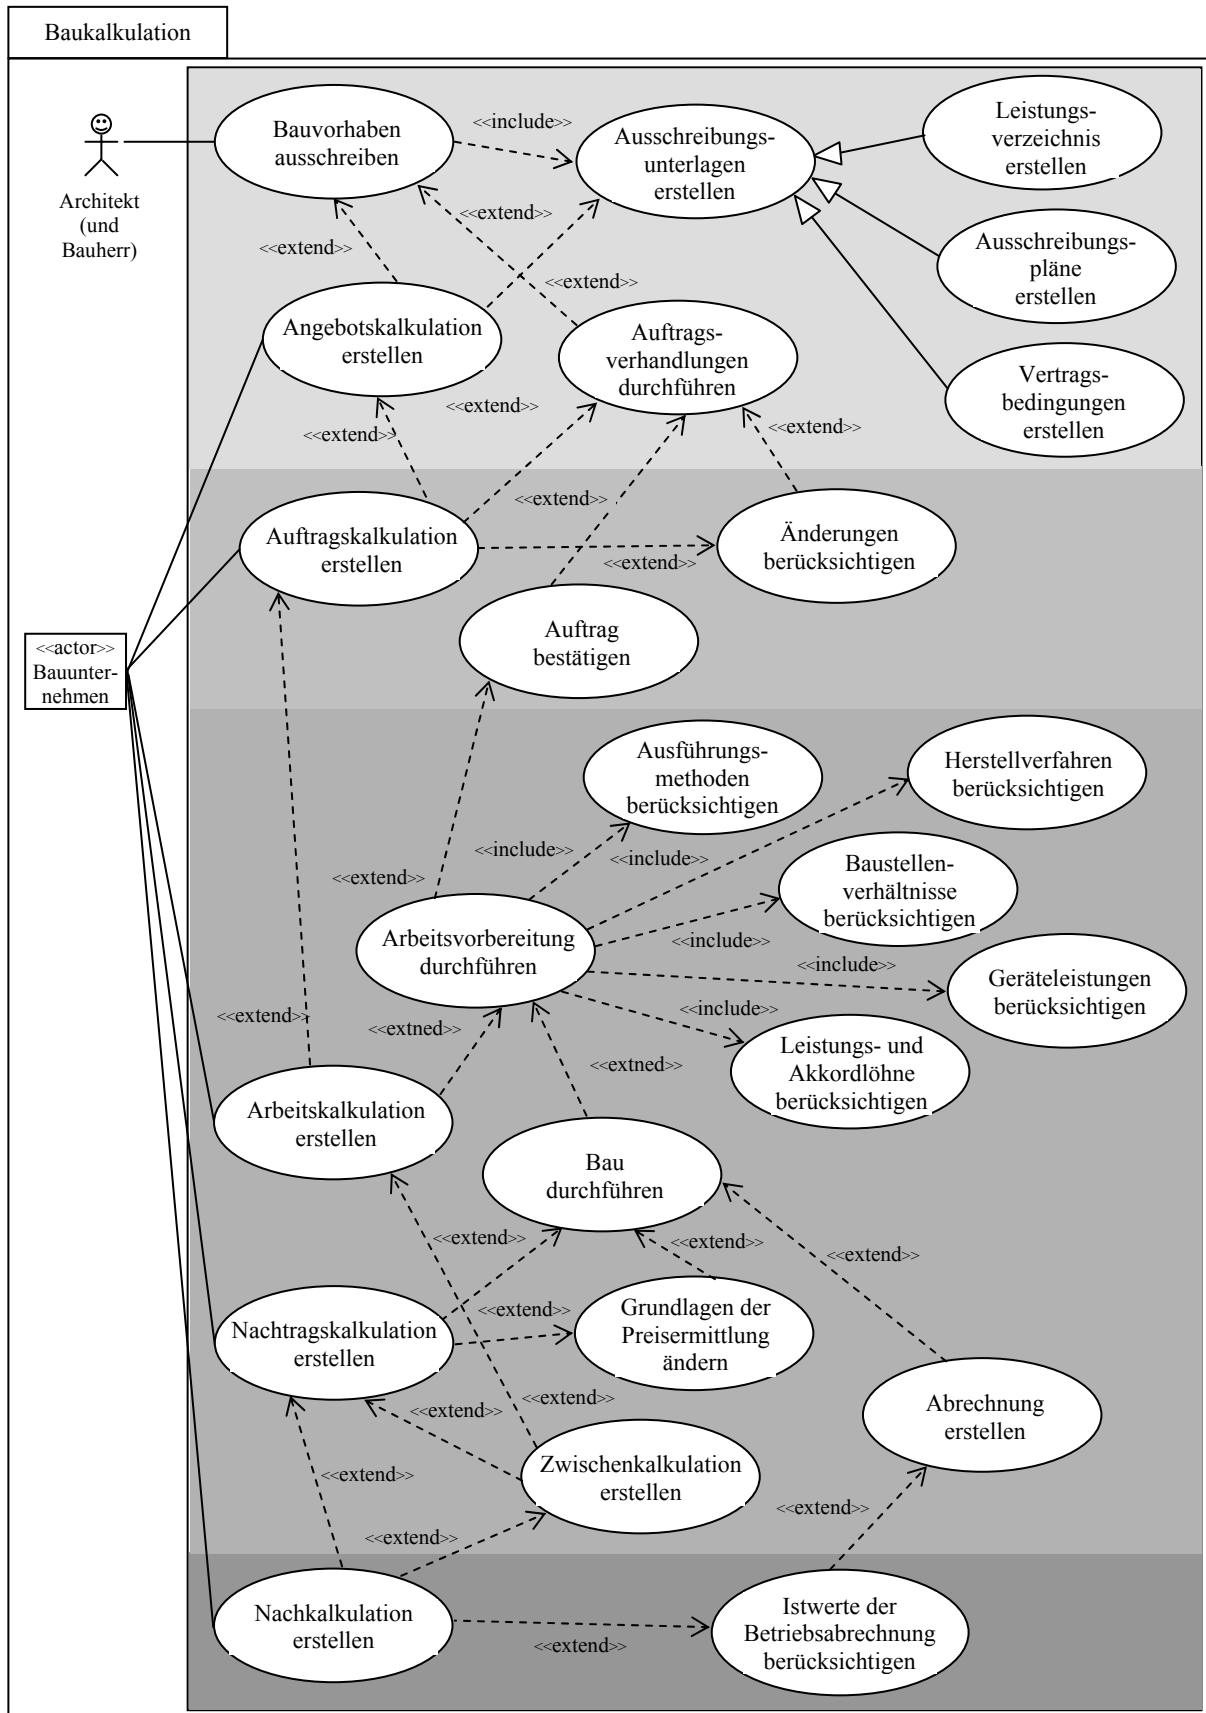 Baukalkulation
Architekt
(und
Bauherr)
Bauvorhaben
ausschreiben
<<include>>
Ausschreibungs-
unterlagen
erstellen
Leistungs-
verzeichnis
erstellen
<<extend>>
<<extend>>
<<extend>>
Ausschreibungs-
pläne
erstellen
Angebotskalkulation
erstellen
Auftrags-
verhandlungen
durchführen
Vertrags-
bedingungen
erstellen
<<extend>>
<<extend>>
<<extend>>
Auftragskalkulation
erstellen
<<extend>>
<<extend>>
Änderungen
berücksichtigen
Auftrag
bestätigen
<<actor>>
Bauunter-
nehmen
Ausführungs-
methoden
berücksichtigen
Herstellverfahren
berücksichtigen
<<include>>
<<include>>
<<extend>>
Baustellen-
verhältnisse
berücksichtigen
Arbeitsvorbereitung
durchführen
<<include>>
<<include>>
Geräteleistungen
berücksichtigen
<<extend>>
<<extned>>
<<include>>
<<extned>>
Leistungs- und
Akkordlöhne
berücksichtigen
Arbeitskalkulation
erstellen
Bau
durchführen
<<extend>>
<<extend>>
<<extend>>
Nachtragskalkulation
erstellen
<<extend>>
Grundlagen der
Preisermittlung
ändern
<<extend>>
<<extend>>
Abrechnung
erstellen
<<extend>>
Zwischenkalkulation
erstellen
<<extend>>
<<extend>>
Nachkalkulation
erstellen
<<extend>>
Istwerte der
Betriebsabrechnung
berücksichtigen